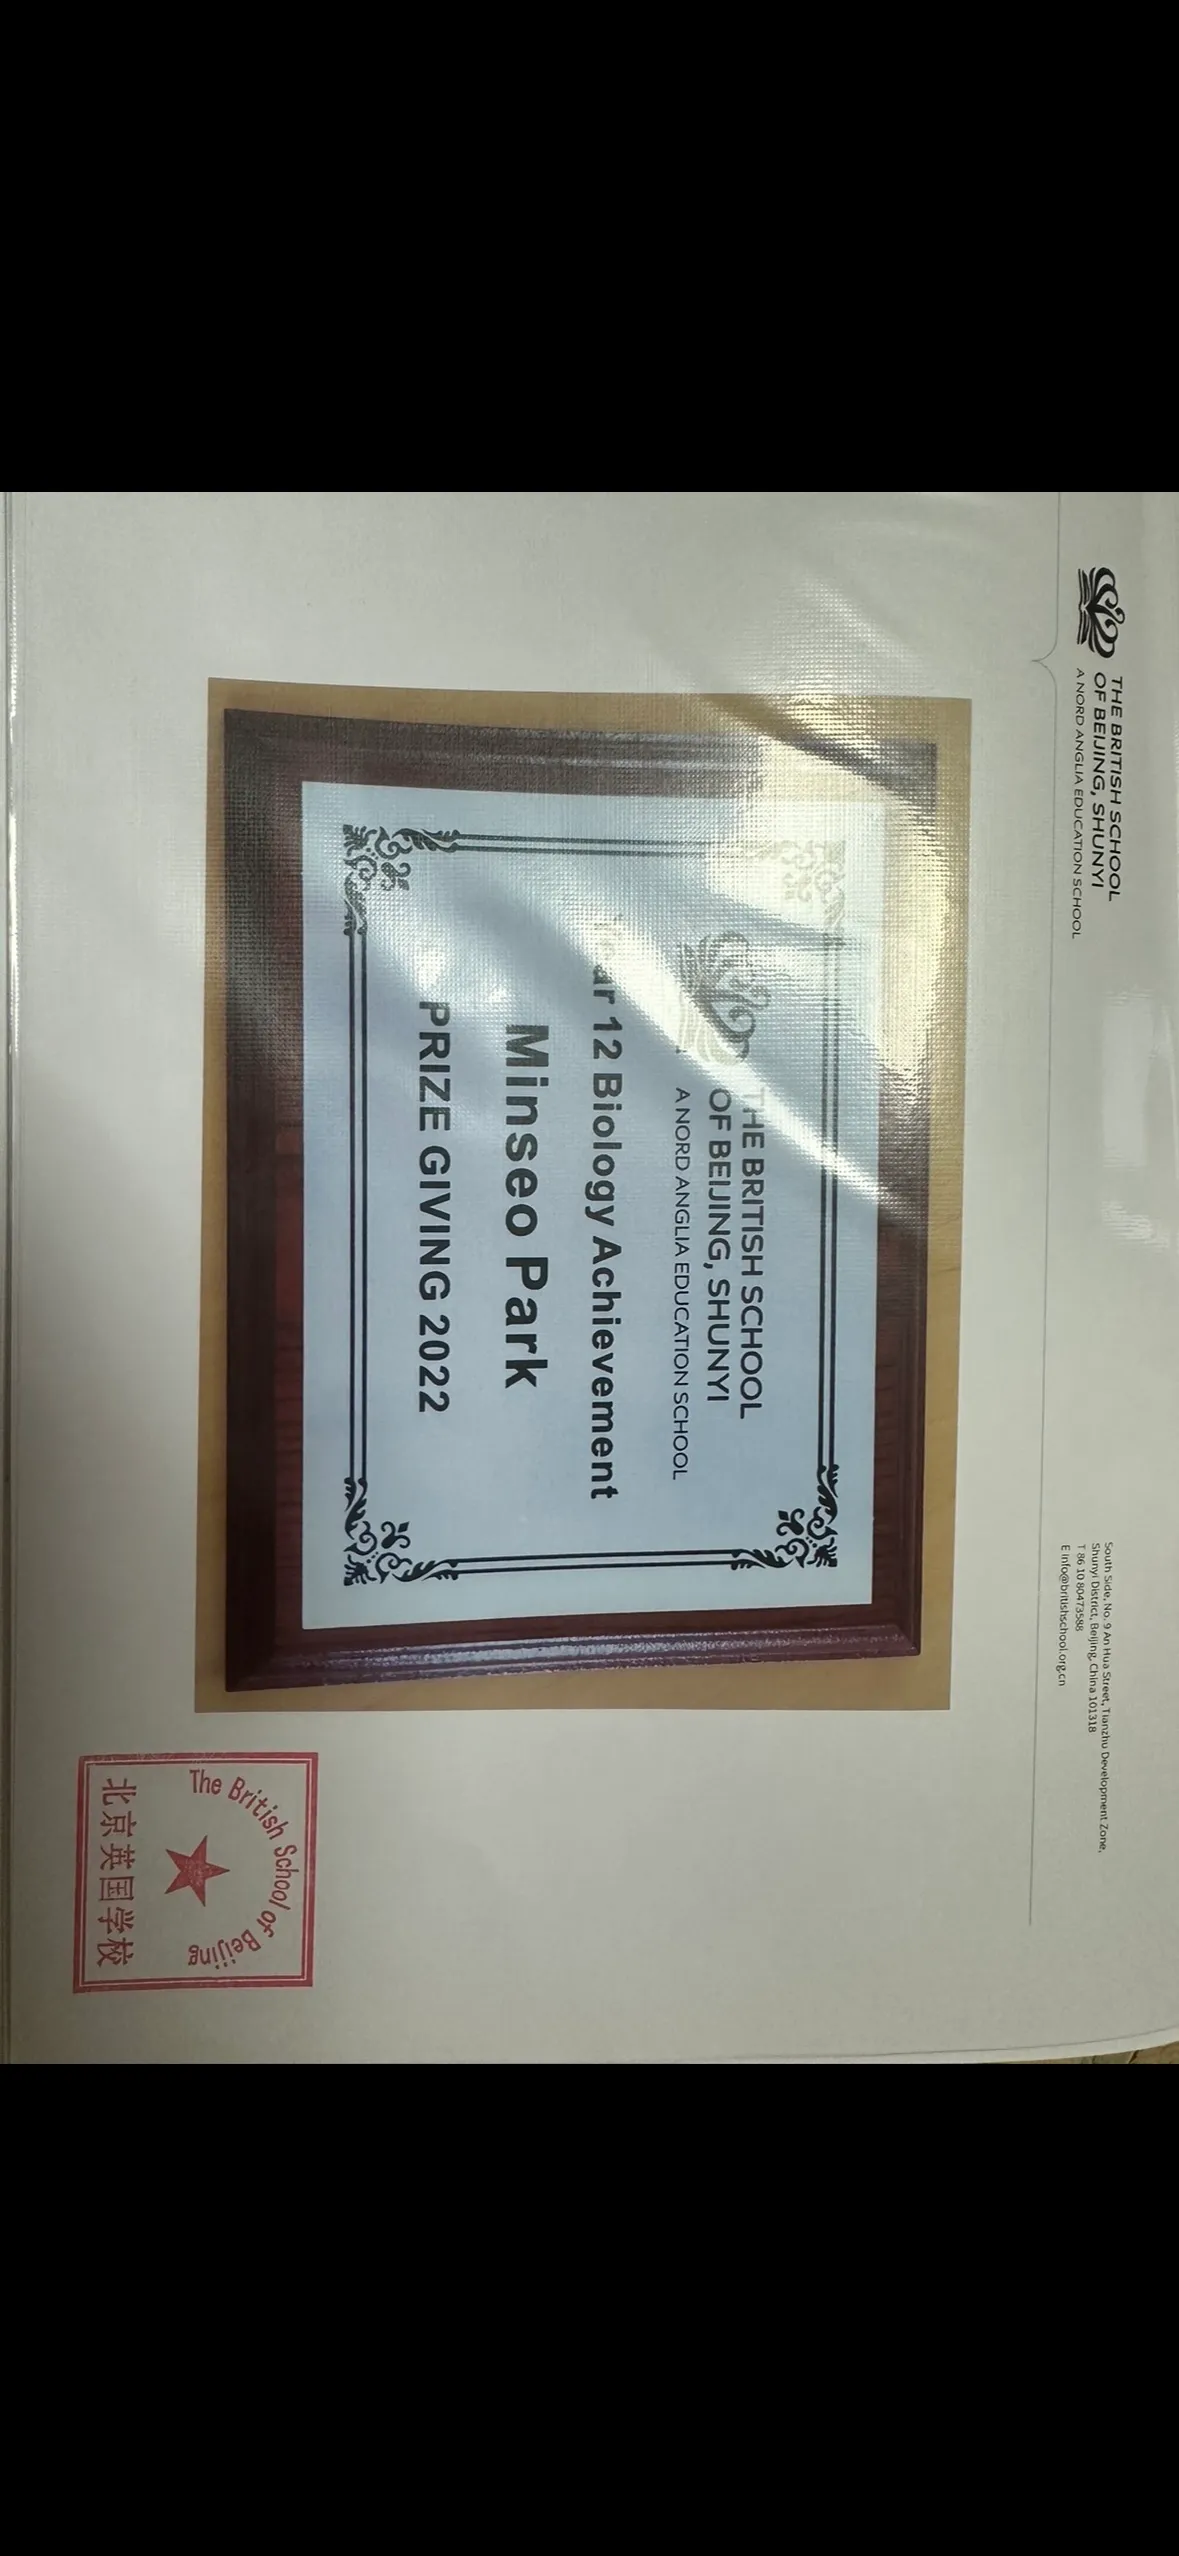 THE BRITISH SCHOOL
OF BEIJING, SHUNYI
A NORD ANGLIA EDUCATION SCHOOL
South Side, No. 9 An Hua Street, Tianzhu Development Zone,
Shunyi District, Beijing, China 101318
T 86 10 80473588
E info@britishschool.org.cn
THE BRITISH SCHOOL
OF BEIJING, SHUNYI
A NORD ANGLIA EDUCATION SCHOOL
Year 12 Biology Achievement
Minseo Park
PRIZE GIVING 2022
The British School of Beijing
北京英国学校